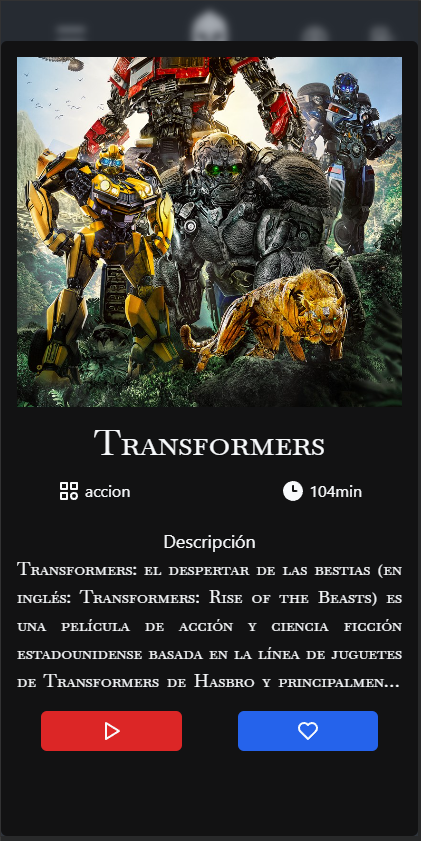 Transformers
accion
104min
Descripción
Transformers: el despertar de las bestias (en
inglés: Transformers: Rise of the Beasts) es
una película de acción y ciencia ficción
estadounidense basada en la línea de juguetes
de Transformers de Hasbro y principalmen...